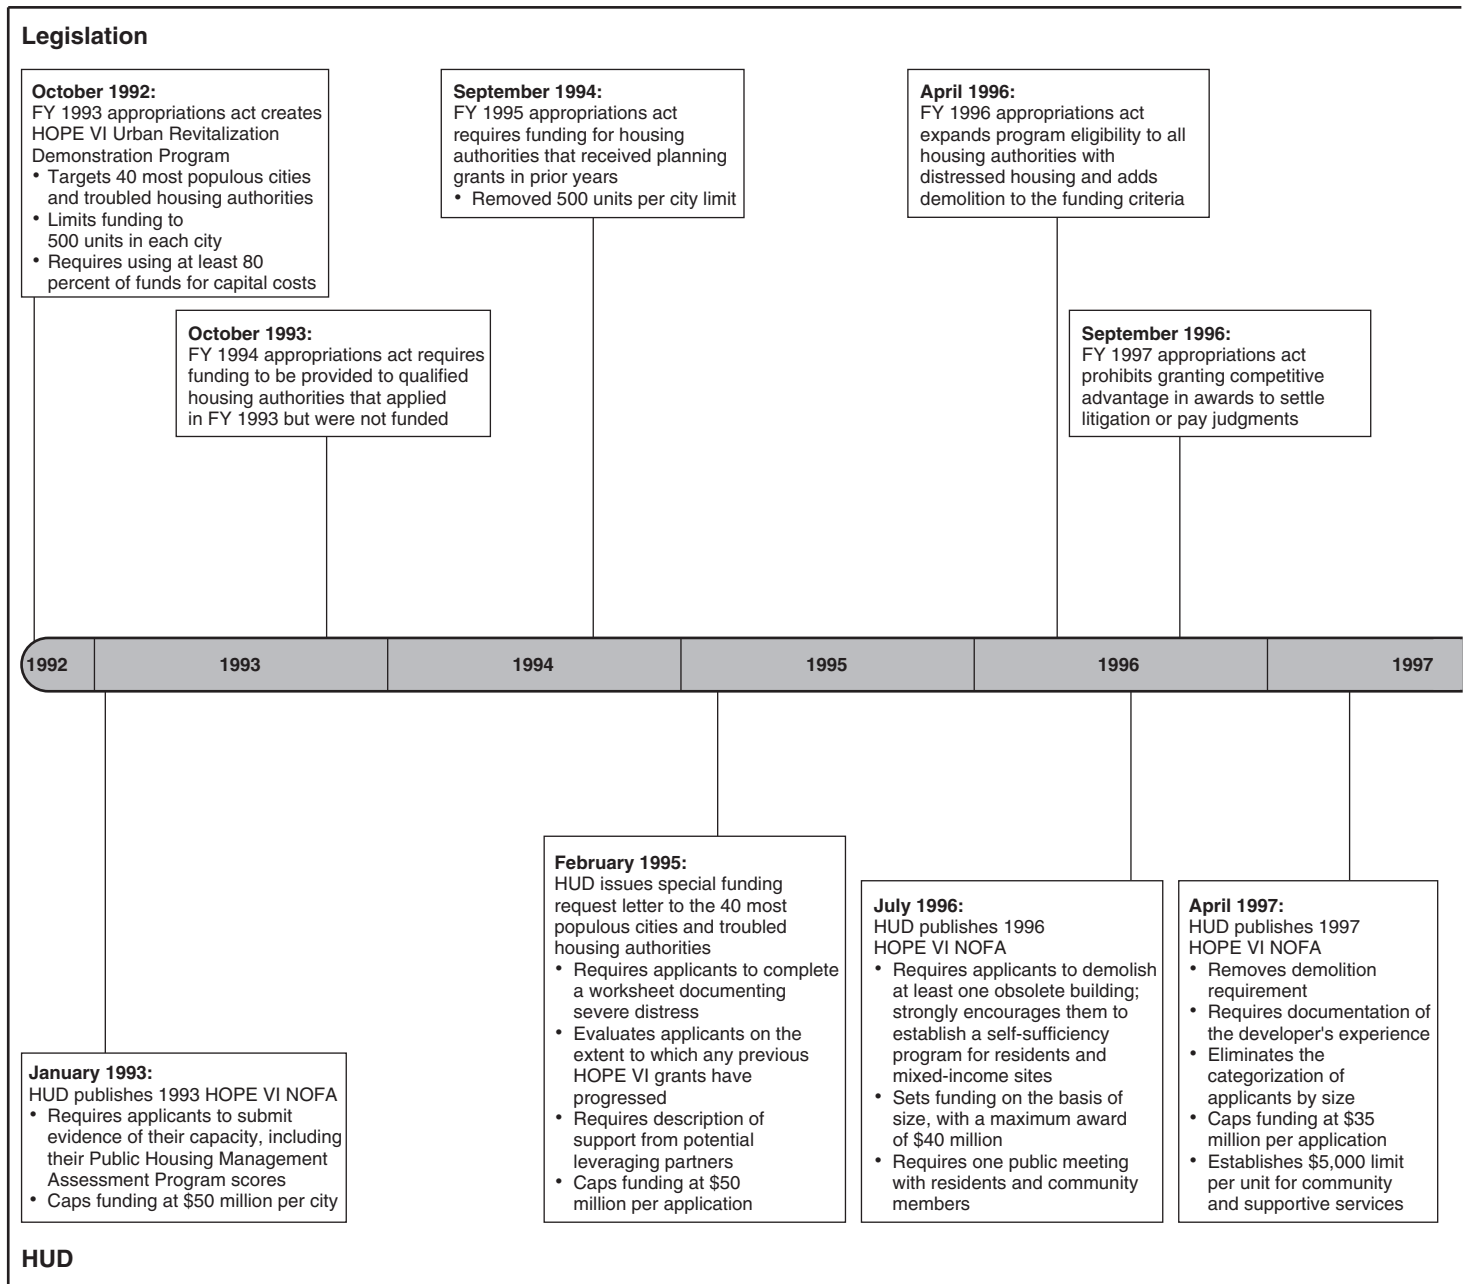 Legislation
October 1992:
FY 1993 appropriations act creates
HOPE VI Urban Revitalization
Demonstration Program
• Targets 40 most populous cities
and troubled housing authorities
• Limits funding to
500 units in each city
• Requires using at least 80
percent of funds for capital costs
September 1994:
FY 1995 appropriations act
requires funding for housing
authorities that received planning
grants in prior years
• Removed 500 units per city limit
April 1996:
FY 1996 appropriations act
expands program eligibility to all
housing authorities with
distressed housing and adds
demolition to the funding criteria
October 1993:
FY 1994 appropriations act requires
funding to be provided to qualified
housing authorities that applied
in FY 1993 but were not funded
September 1996:
FY 1997 appropriations act
prohibits granting competitive
advantage in awards to settle
litigation or pay judgments
1992 1993 1994 1995 1996 1997
January 1993:
HUD publishes 1993 HOPE VI NOFA
• Requires applicants to submit
evidence of their capacity, including
their Public Housing Management
Assessment Program scores
• Caps funding at $50 million per city
February 1995:
HUD issues special funding
request letter to the 40 most
populous cities and troubled
housing authorities
• Requires applicants to complete
a worksheet documenting
severe distress
• Evaluates applicants on the
extent to which any previous
HOPE VI grants have
progressed
• Requires description of
support from potential
leveraging partners
• Caps funding at $50
million per application
July 1996:
HUD publishes 1996
HOPE VI NOFA
• Requires applicants to demolish
at least one obsolete building;
strongly encourages them to
establish a self-sufficiency
program for residents and
mixed-income sites
• Sets funding on the basis of
size, with a maximum award
of $40 million
• Requires one public meeting
with residents and community
members
April 1997:
HUD publishes 1997
HOPE VI NOFA
• Removes demolition
requirement
• Requires documentation of
the developer's experience
• Eliminates the
categorization of
applicants by size
• Caps funding at $35
million per application
• Establishes $5,000 limit
per unit for community
and supportive services
HUD